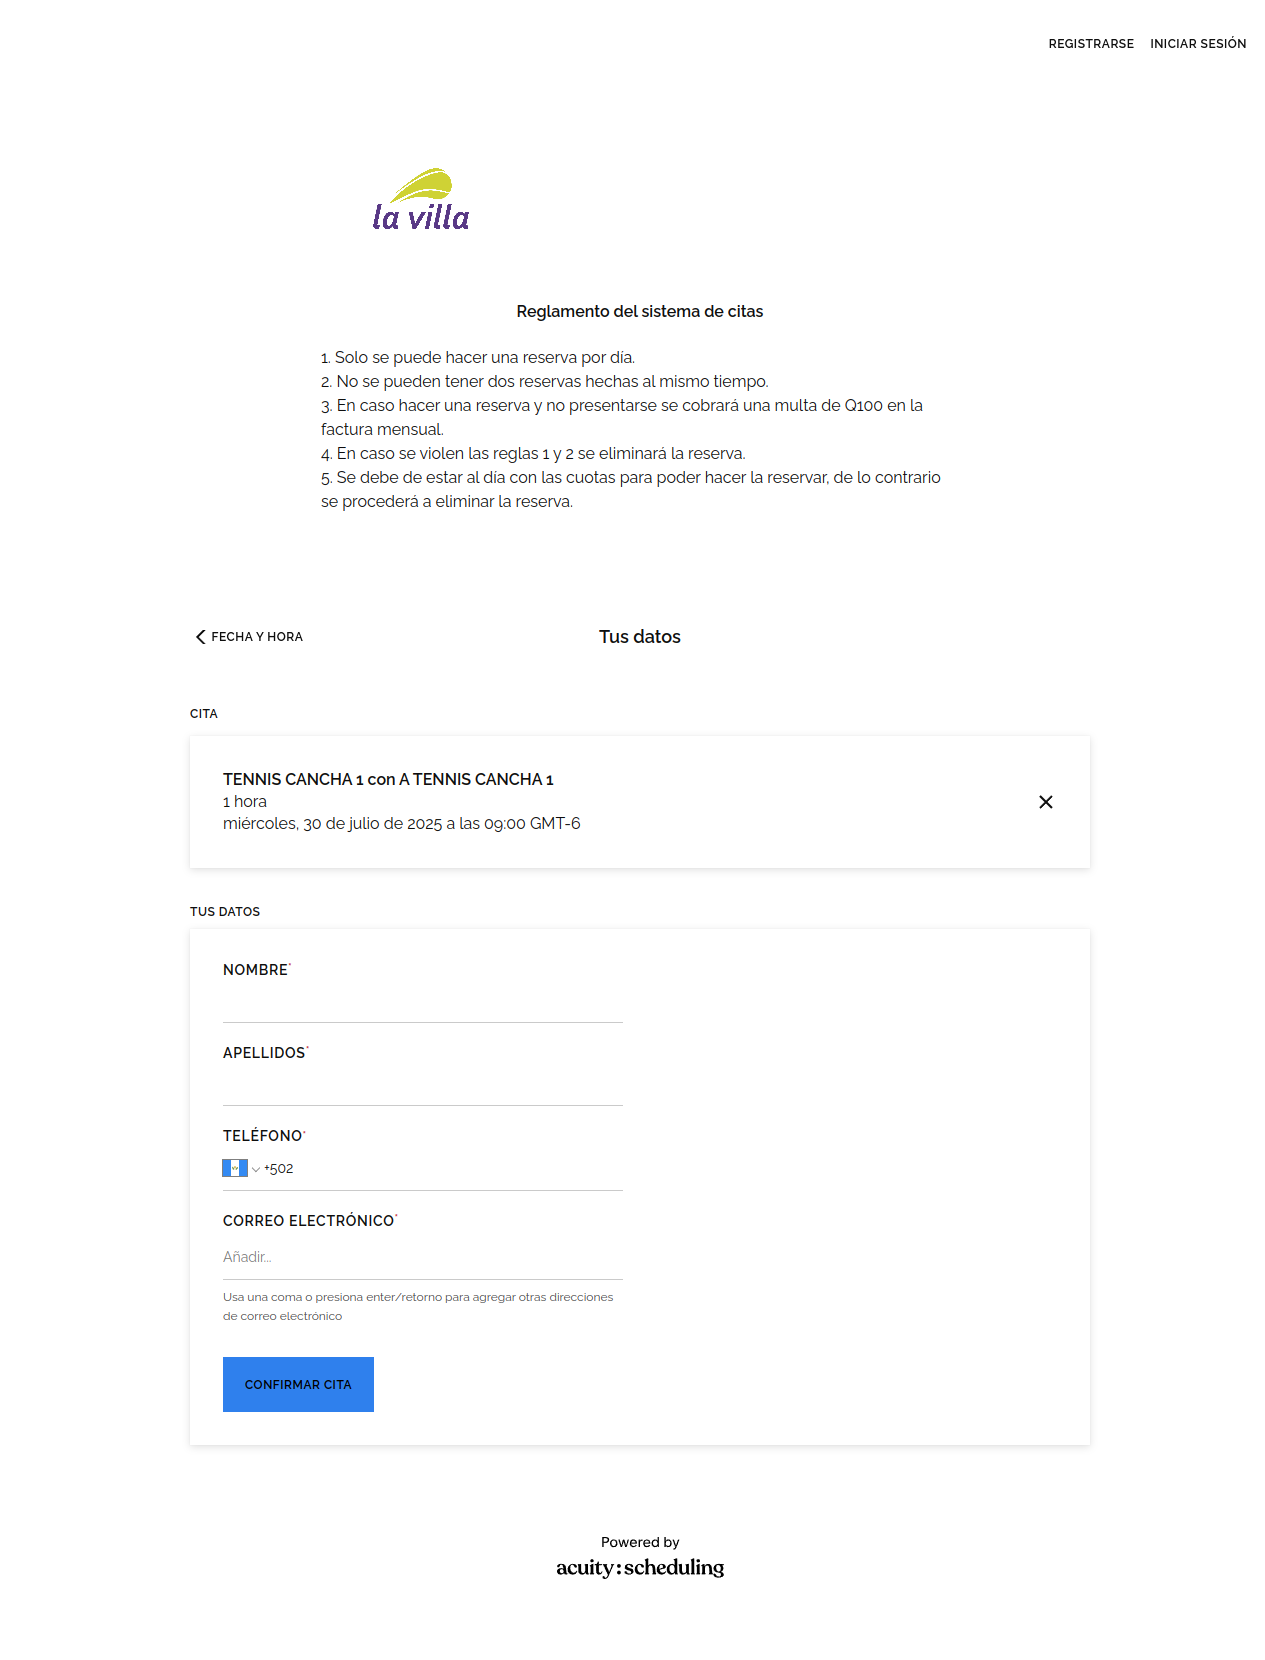 REGISTRARSE INICIAR SESIÓN
la villa
Reglamento del sistema de citas
1. Solo se puede hacer una reserva por día.
2. No se pueden tener dos reservas hechas al mismo tiempo.
3. En caso hacer una reserva y no presentarse se cobrará una multa de Q100 en la
factura mensual.
4. En caso se violen las reglas 1 y 2 se eliminará la reserva.
5. Se debe de estar al día con las cuotas para poder hacer la reservar, de lo contrario
se procederá a eliminar la reserva.
FECHA Y HORA
Tus datos
CITA
TENNIS CANCHA 1 con A TENNIS CANCHA 1
1 hora
miércoles, 30 de julio de 2025 a las 09:00 GMT-6
TUS DATOS
NOMBRE*
APELLIDOS*
TELÉFONO*
+502
CORREO ELECTRÓNICO*
Añadir...
Usa una coma o presiona enter/retorno para agregar otras direcciones
de correo electrónico
CONFIRMAR CITA
Powered by
acuity:scheduling